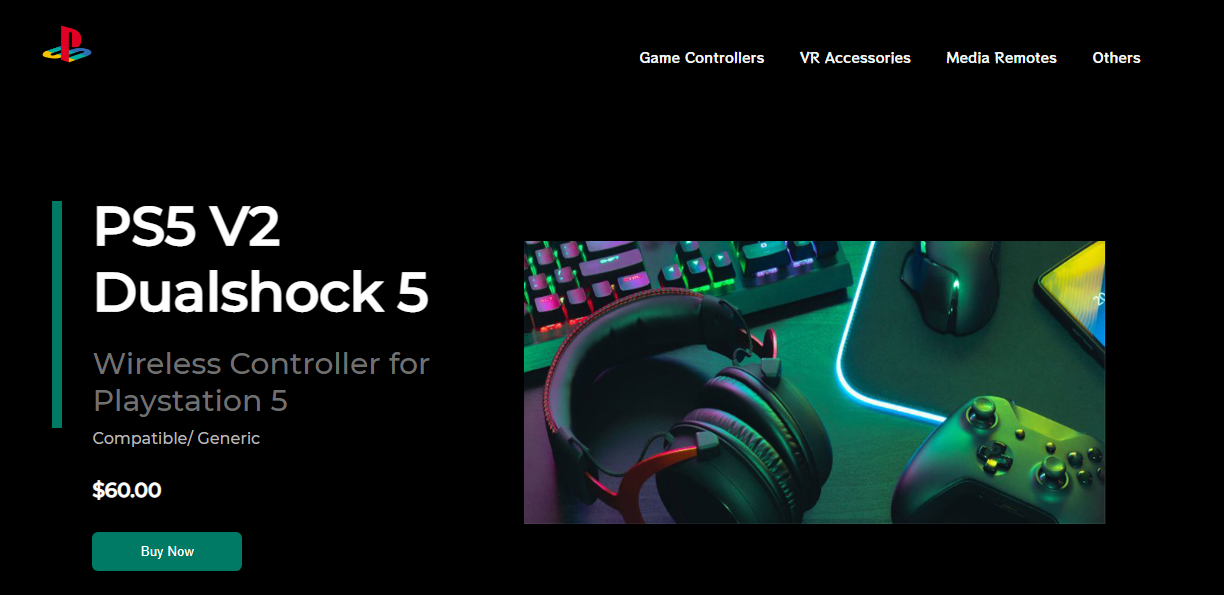 Game Controllers VR Accessories Media Remotes Others
PS5 V2
Dualshock 5
Wireless Controller for
Playstation 5
Compatible/ Generic
$60.00
Buy Now